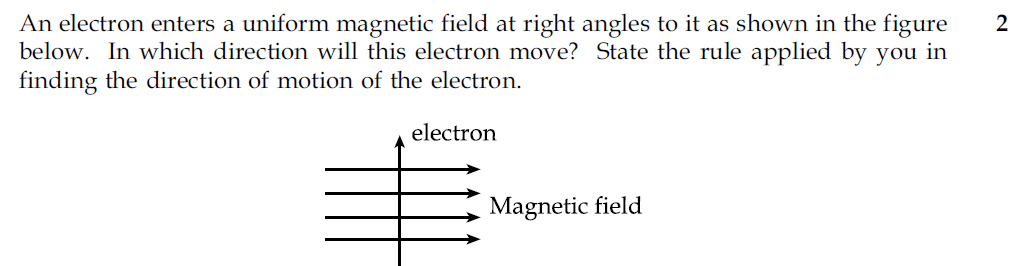 An electron enters a uniform magnetic field at right angles to it as shown in the figure 2
below. In which direction will this electron move? State the rule applied by you in
finding the direction of motion of the electron.
electron
Magnetic field